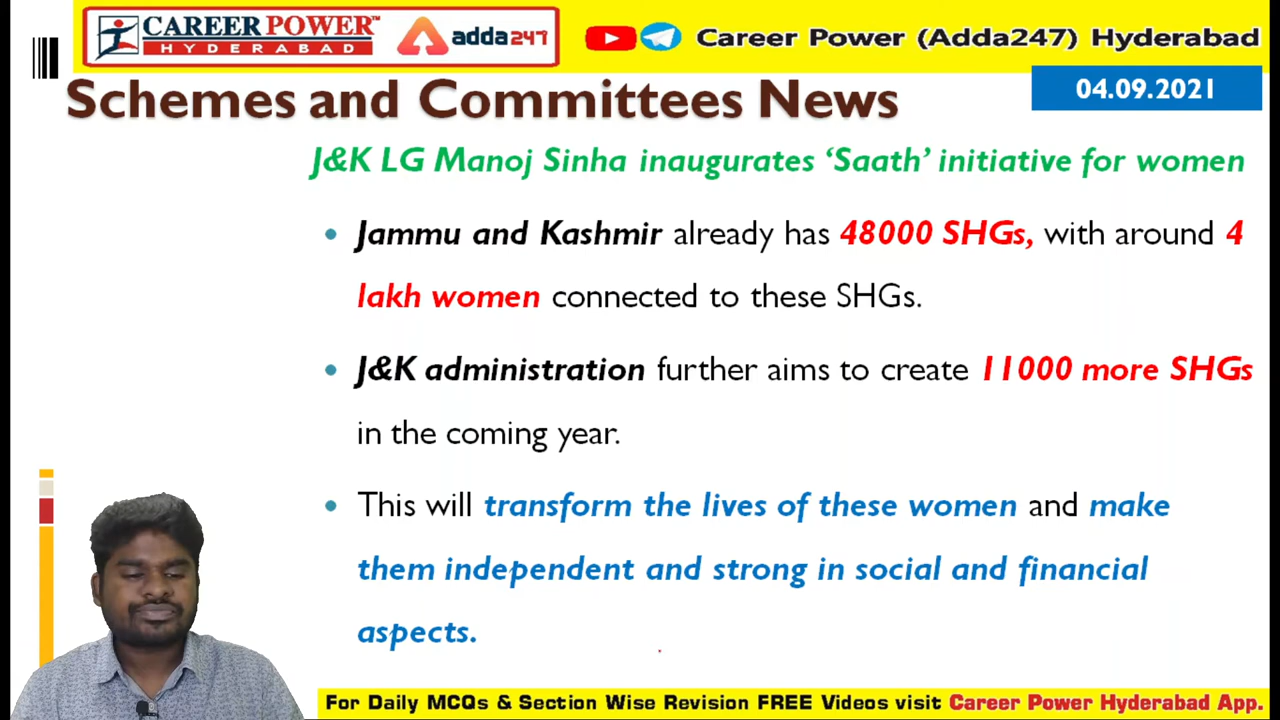 CAREER POWER™
HYDERABAD
adda247
Career Power (Adda247) Hyderabad
Schemes and Committees News
04.09.2021
J&K LG Manoj Sinha inaugurates ‘Saath’ initiative for women
• Jammu and Kashmir already has 48000 SHGs, with around 4
lakh women connected to these SHGs.
• J&K administration further aims to create 11000 more SHGs
in the coming year.
• This will transform the lives of these women and make
them independent and strong in social and financial
aspects.
For Daily MCQs & Section Wise Revision FREE Videos visit Career Power Hyderabad App.